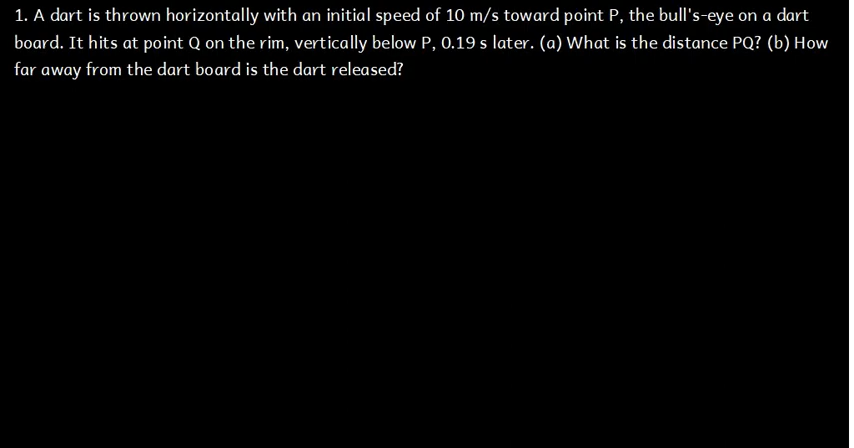 1. A dart is thrown horizontally with an initial speed of 10 m/s toward point P, the bull's-eye on a dart
board. It hits at point Q on the rim, vertically below P, 0.19 s later. (a) What is the distance PQ? (b) How
far away from the dart board is the dart released?